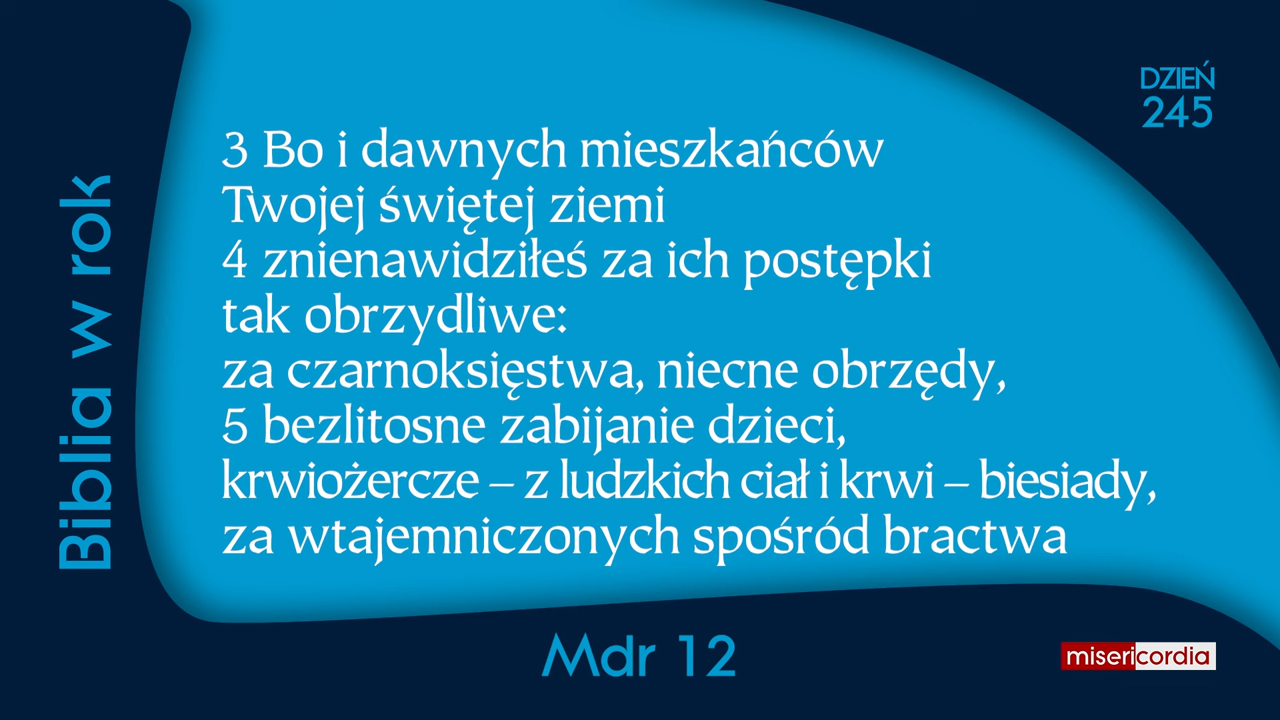 DZIEŃ
245
3 Bo i dawnych mieszkańców
Twojej świętej ziemi
4 znienawidziłeś za ich postępki
tak obrzydliwe:
za czarnoksięstwa, niecne obrzędy,
5 bezlitosne zabijanie dzieci,
krwiożercze – z ludzkich ciał i krwi – biesiady,
za wtajemniczonych spośród bractwa
Biblia w rok
Mdr 12
misericordia